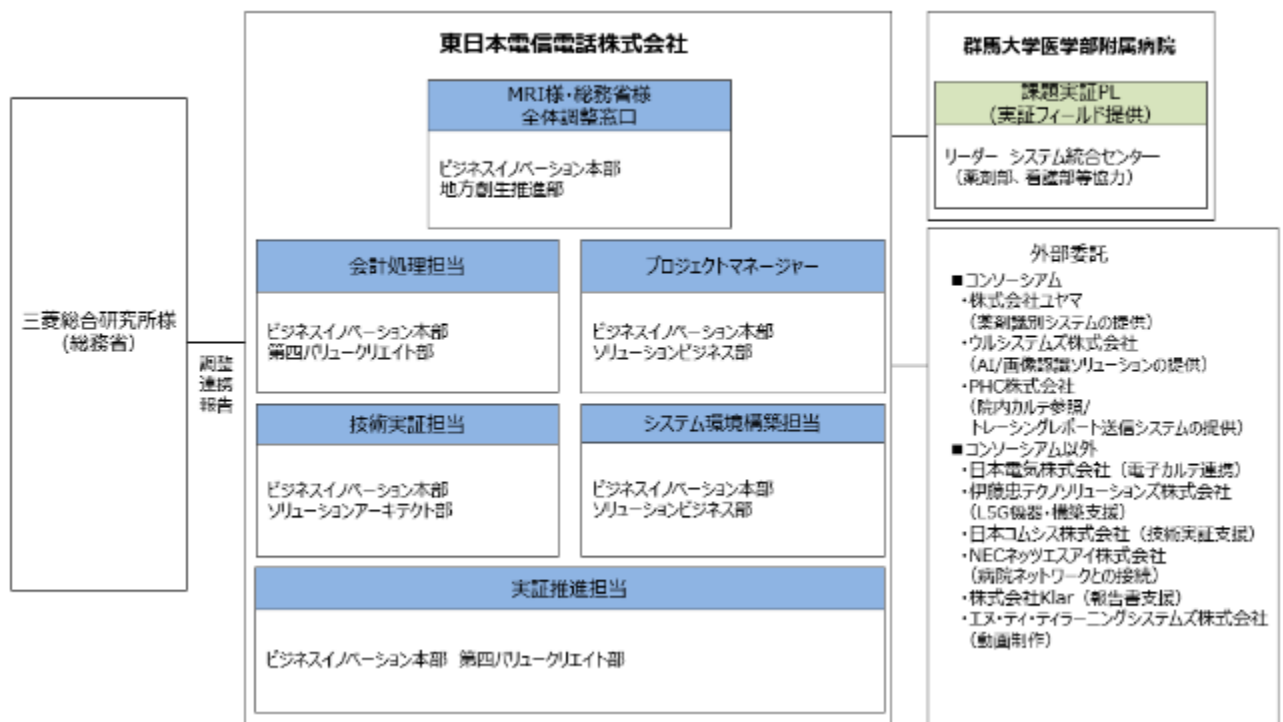 三菱総合研究所様
(総務省)
調整
連携
報告
東日本電信電話株式会社
MRI様・総務省様
全体調整窓口
ビジネスイノベーション本部
地方創生推進部
会計処理担当
ビジネスイノベーション本部
第四バリュークリエイト部
プロジェクトマネージャー
ビジネスイノベーション本部
ソリューションビジネス部
技術実証担当
ビジネスイノベーション本部
ソリューションアーキテクト部
システム環境構築担当
ビジネスイノベーション本部
ソリューションビジネス部
実証推進担当
ビジネスイノベーション本部 第四バリュークリエイト部
群馬大学医学部附属病院
課題実証PL
(実証フィールド提供)
リーダー システム統合センター
(薬剤部、看護部等協力)
外部委託
■コンソーシアム
・株式会社ユヤマ
(薬剤識別システムの提供)
・ウルシステムズ株式会社
(AI/画像認識ソリューションの提供)
・PHC株式会社
(院内カルテ参照/
トレーシングレポート送信システムの提供)
■コンソーシアム以外
・日本電気株式会社(電子カルテ連携)
・伊藤忠テクノソリューションズ株式会社
(L5G機器・構築支援)
・日本コムシス株式会社(技術実証支援)
・NECネッツエスアイ株式会社
(病院ネットワークとの接続)
・株式会社Klar(報告書支援)
・エヌ・ティ・ティラーニングシステムズ株式会社
(動画制作)